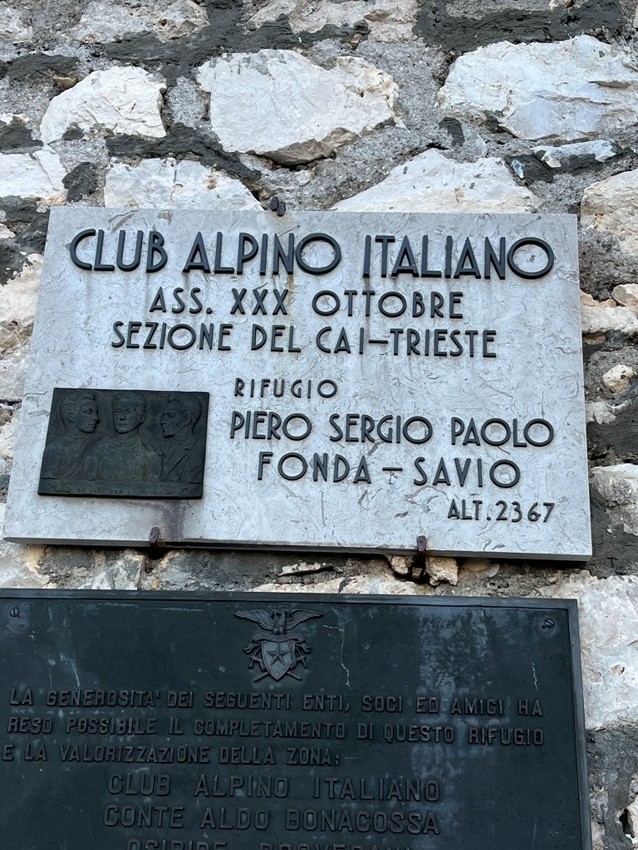 CLUB ALPINO ITALIANO
ASS. XXX OTTOBRE
SEZIONE DEL CAI-TRIESTE
RIFUGIO
PIERO SERGIO PAOLO
FONDA-SAVIO
ALT. 2367
LA GENEROSITA' DEI SEGUENTI ENTI, SOCI ED AMICI HA
RESO POSSIBILE IL COMPLETAMENTO DI QUESTO RIFUGIO
E LA VALORIZZAZIONE DELLA ZONA:
CLUB ALPINO ITALIANO
CONTE ALDO BONACOSSA